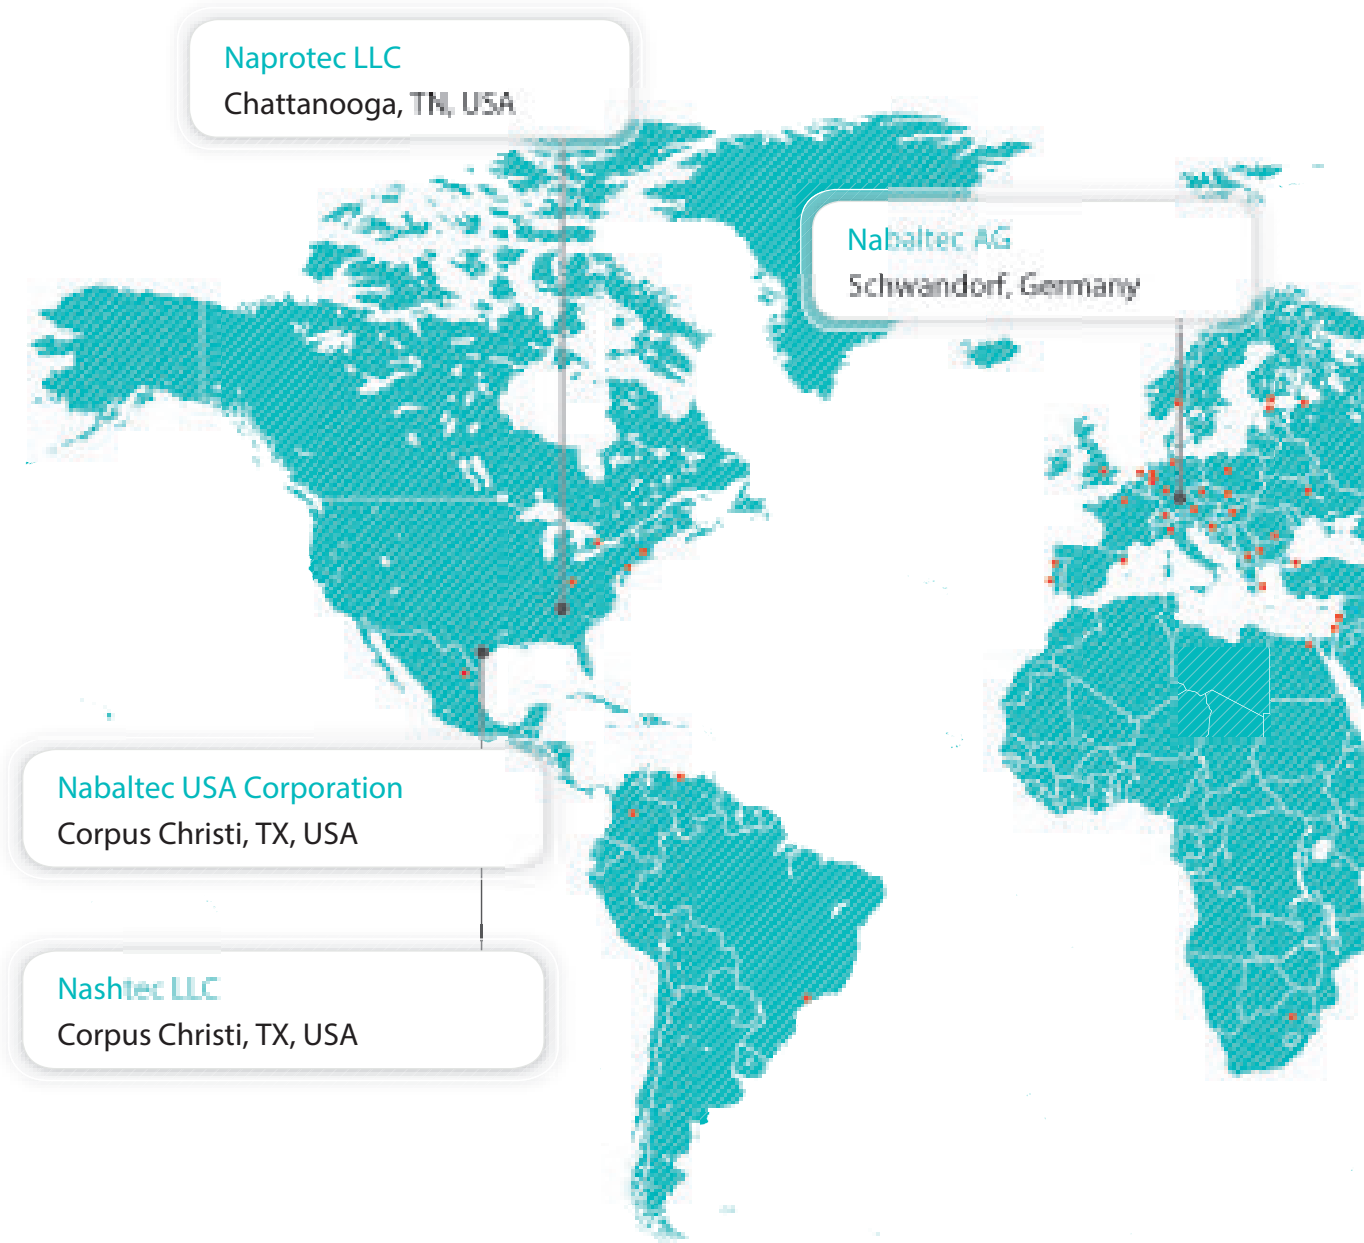 Naprotec LLC
Chattanooga, TN, USA
Nabaltec AG
Schwandorf, Germany
Nabaltec USA Corporation
Corpus Christi, TX, USA
Nashtec LLC
Corpus Christi, TX, USA